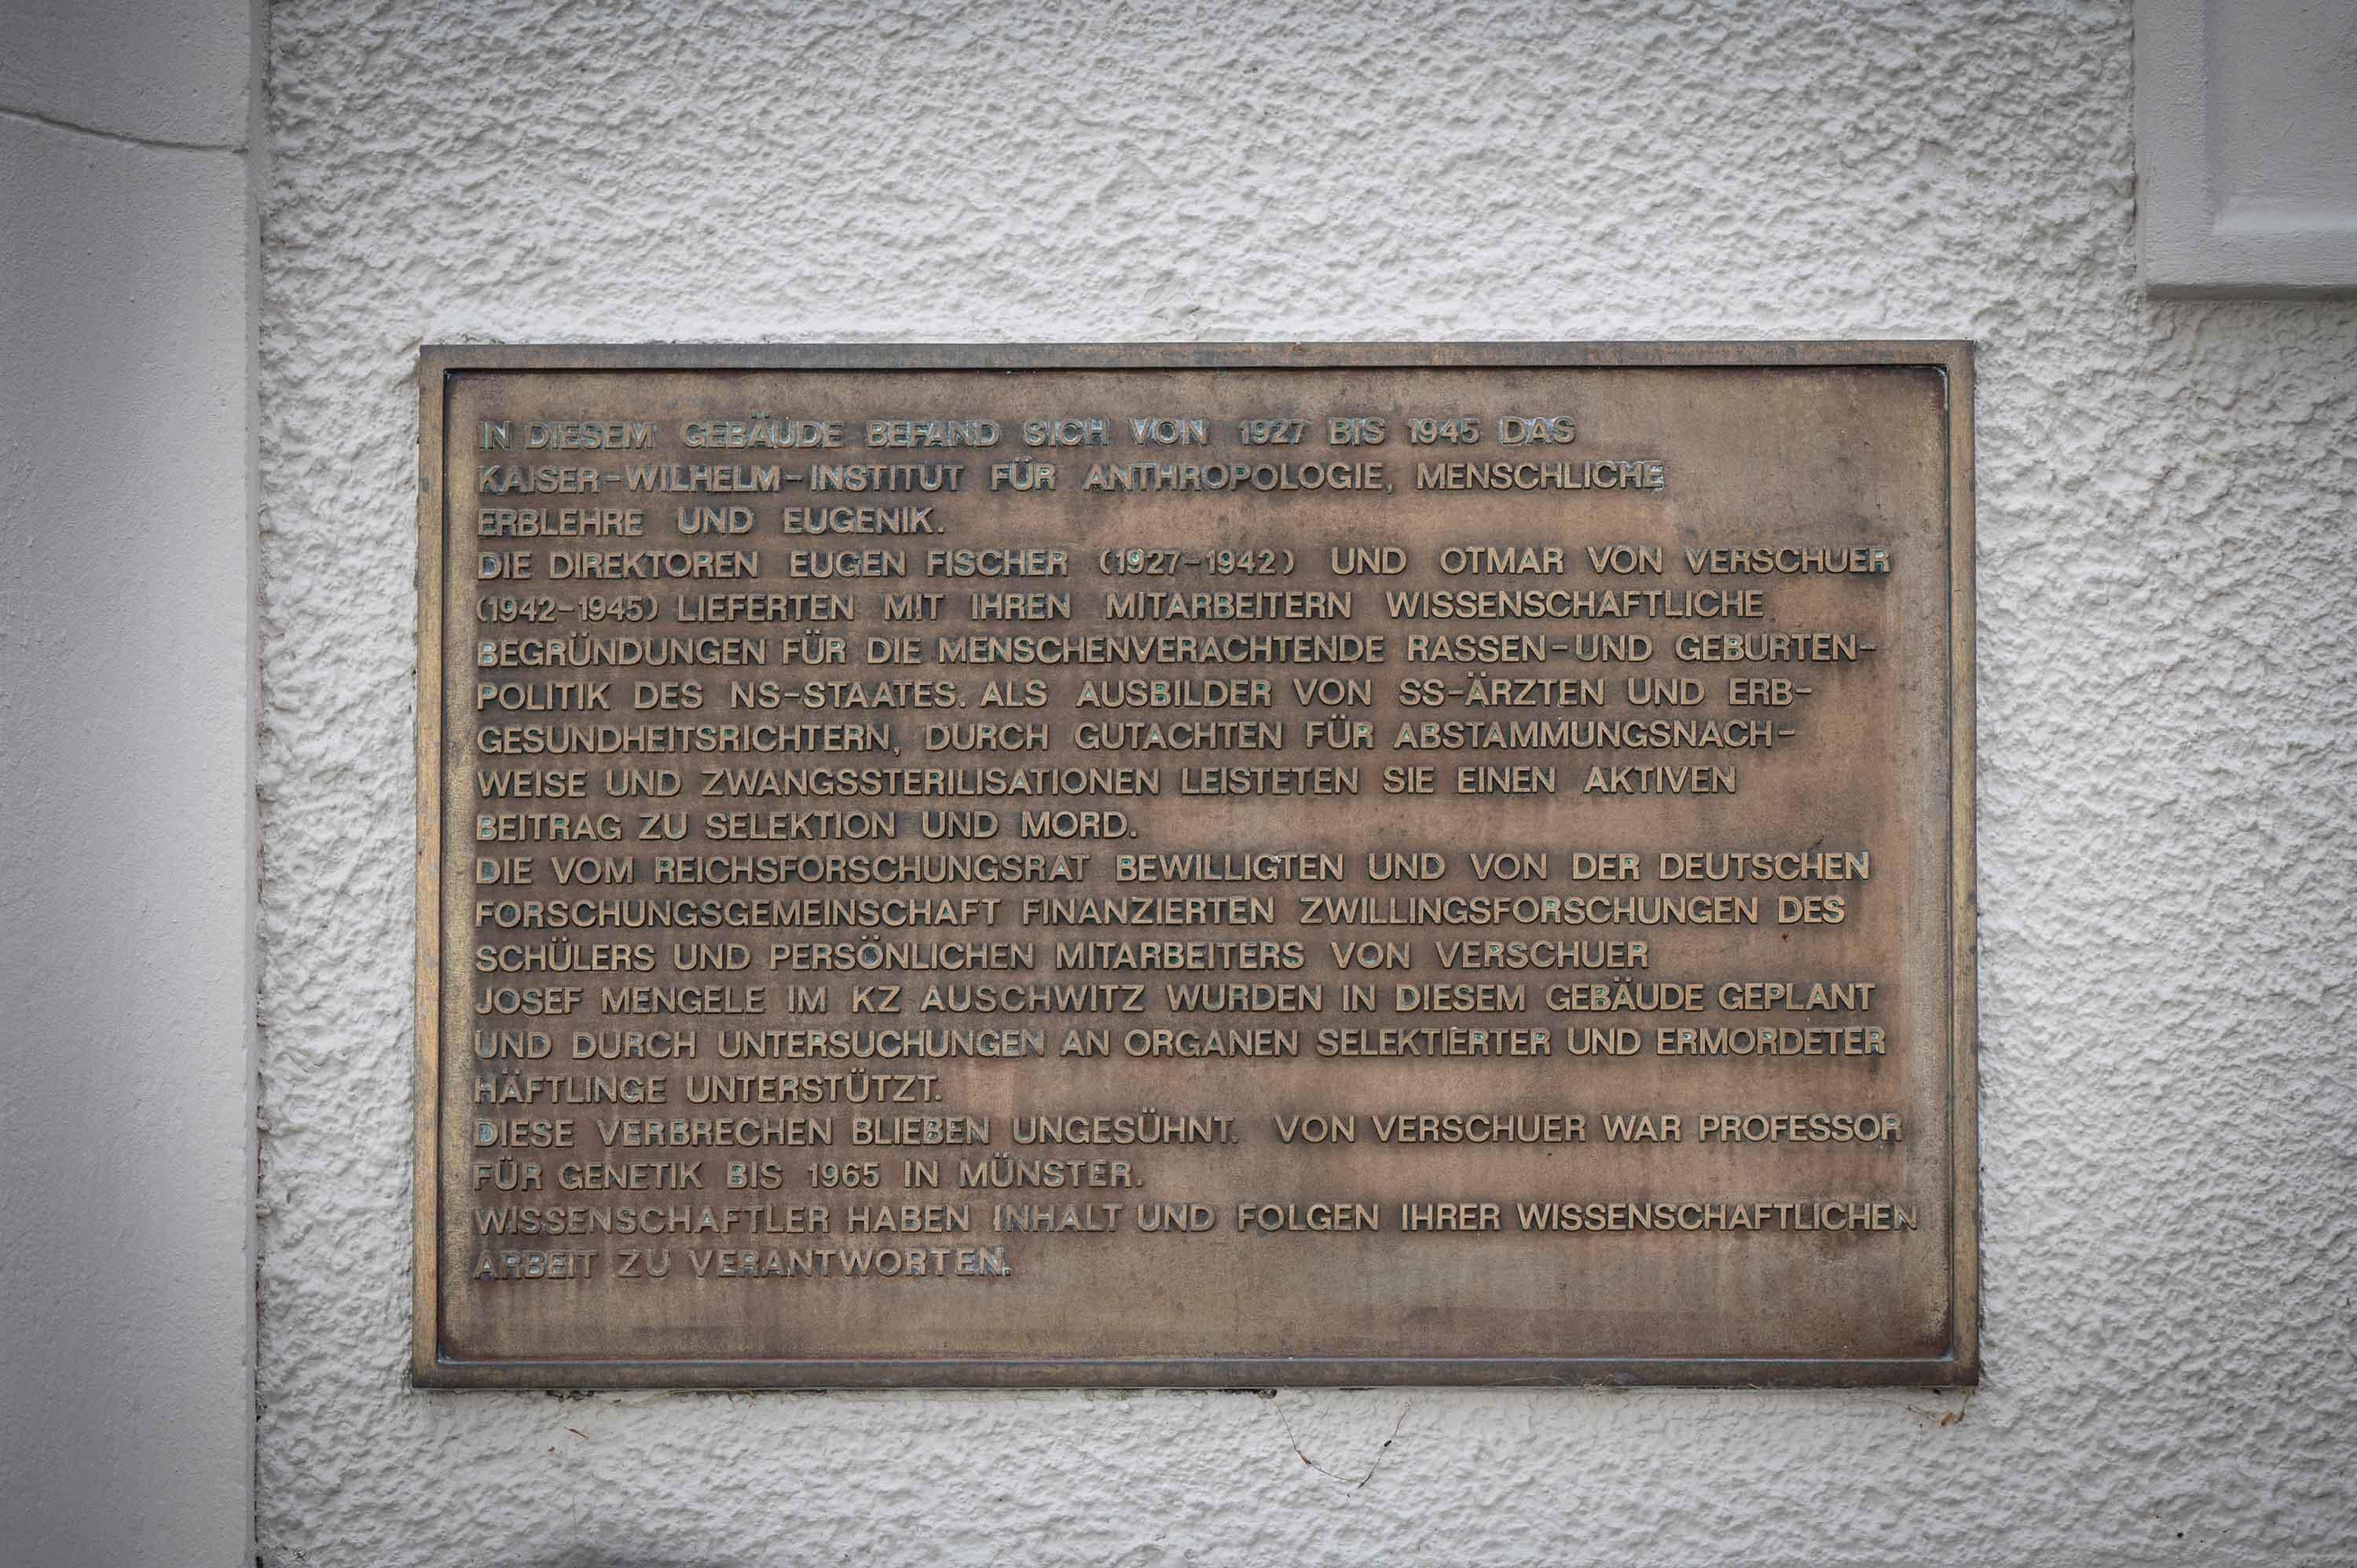 IN DIESEM GEBÄUDE BEFAND SICH VON 1927 BIS 1945 DAS
KAISER-WILHELM-INSTITUT FÜR ANTHROPOLOGIE, MENSCHLICHE
ERBLEHRE UND EUGENIK.
DIE DIREKTOREN EUGEN FISCHER (1927-1942) UND OTMAR VON VERSCHUER
(1942-1945) LIEFERTEN MIT IHREN MITARBEITERN WISSENSCHAFTLICHE
BEGRÜNDUNGEN FÜR DIE MENSCHENVERACHTENDE RASSEN-UND GEBURTEN-
POLITIK DES NS-STAATES. ALS AUSBILDER VON SS-ÄRZTEN UND ERB-
GESUNDHEITSRICHTERN, DURCH GUTACHTEN FÜR ABSTAMMUNGSNACH-
WEISE UND ZWANGSSTERILISATIONEN LEISTETEN SIE EINEN AKTIVEN
BEITRAG ZU SELEKTION UND MORD.
DIE VOM REICHSFORSCHUNGSRAT BEWILLIGTEN UND VON DER DEUTSCHEN
FORSCHUNGSGEMEINSCHAFT FINANZIERTEN ZWILLINGSFORSCHUNGEN DES
SCHÜLERS UND PERSÖNLICHEN MITARBEITERS VON VERSCHUER
JOSEF MENGELE IM KZ AUSCHWITZ WURDEN IN DIESEM GEBÄUDE GEPLANT
UND DURCH UNTERSUCHUNGEN AN ORGANEN SELEKTIERTER UND ERMORDETER
HÄFTLINGE UNTERSTÜTZT.
DIESE VERBRECHEN BLIEBEN UNGESÜHNT. VON VERSCHUER WAR PROFESSOR
FÜR GENETIK BIS 1965 IN MÜNSTER.
WISSENSCHAFTLER HABEN INHALT UND FOLGEN IHRER WISSENSCHAFTLICHEN
ARBEIT ZU VERANTWORTEN.